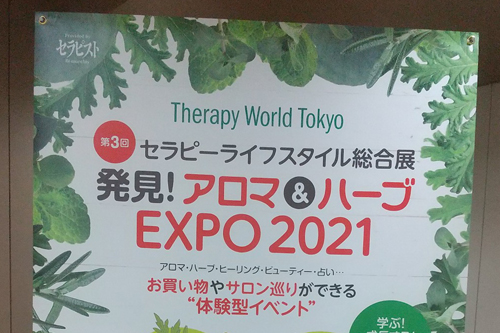 セラピスト
Therapy World Tokyo
第3回 セラピーライフスタイル総合展
発見!アロマ&ハーブ
EXPO 2021
アロマ・ハーブ・ヒーリング・ビューティー・占い…
お買い物やサロン巡りができる
“体験型イベント”
学ぶ!